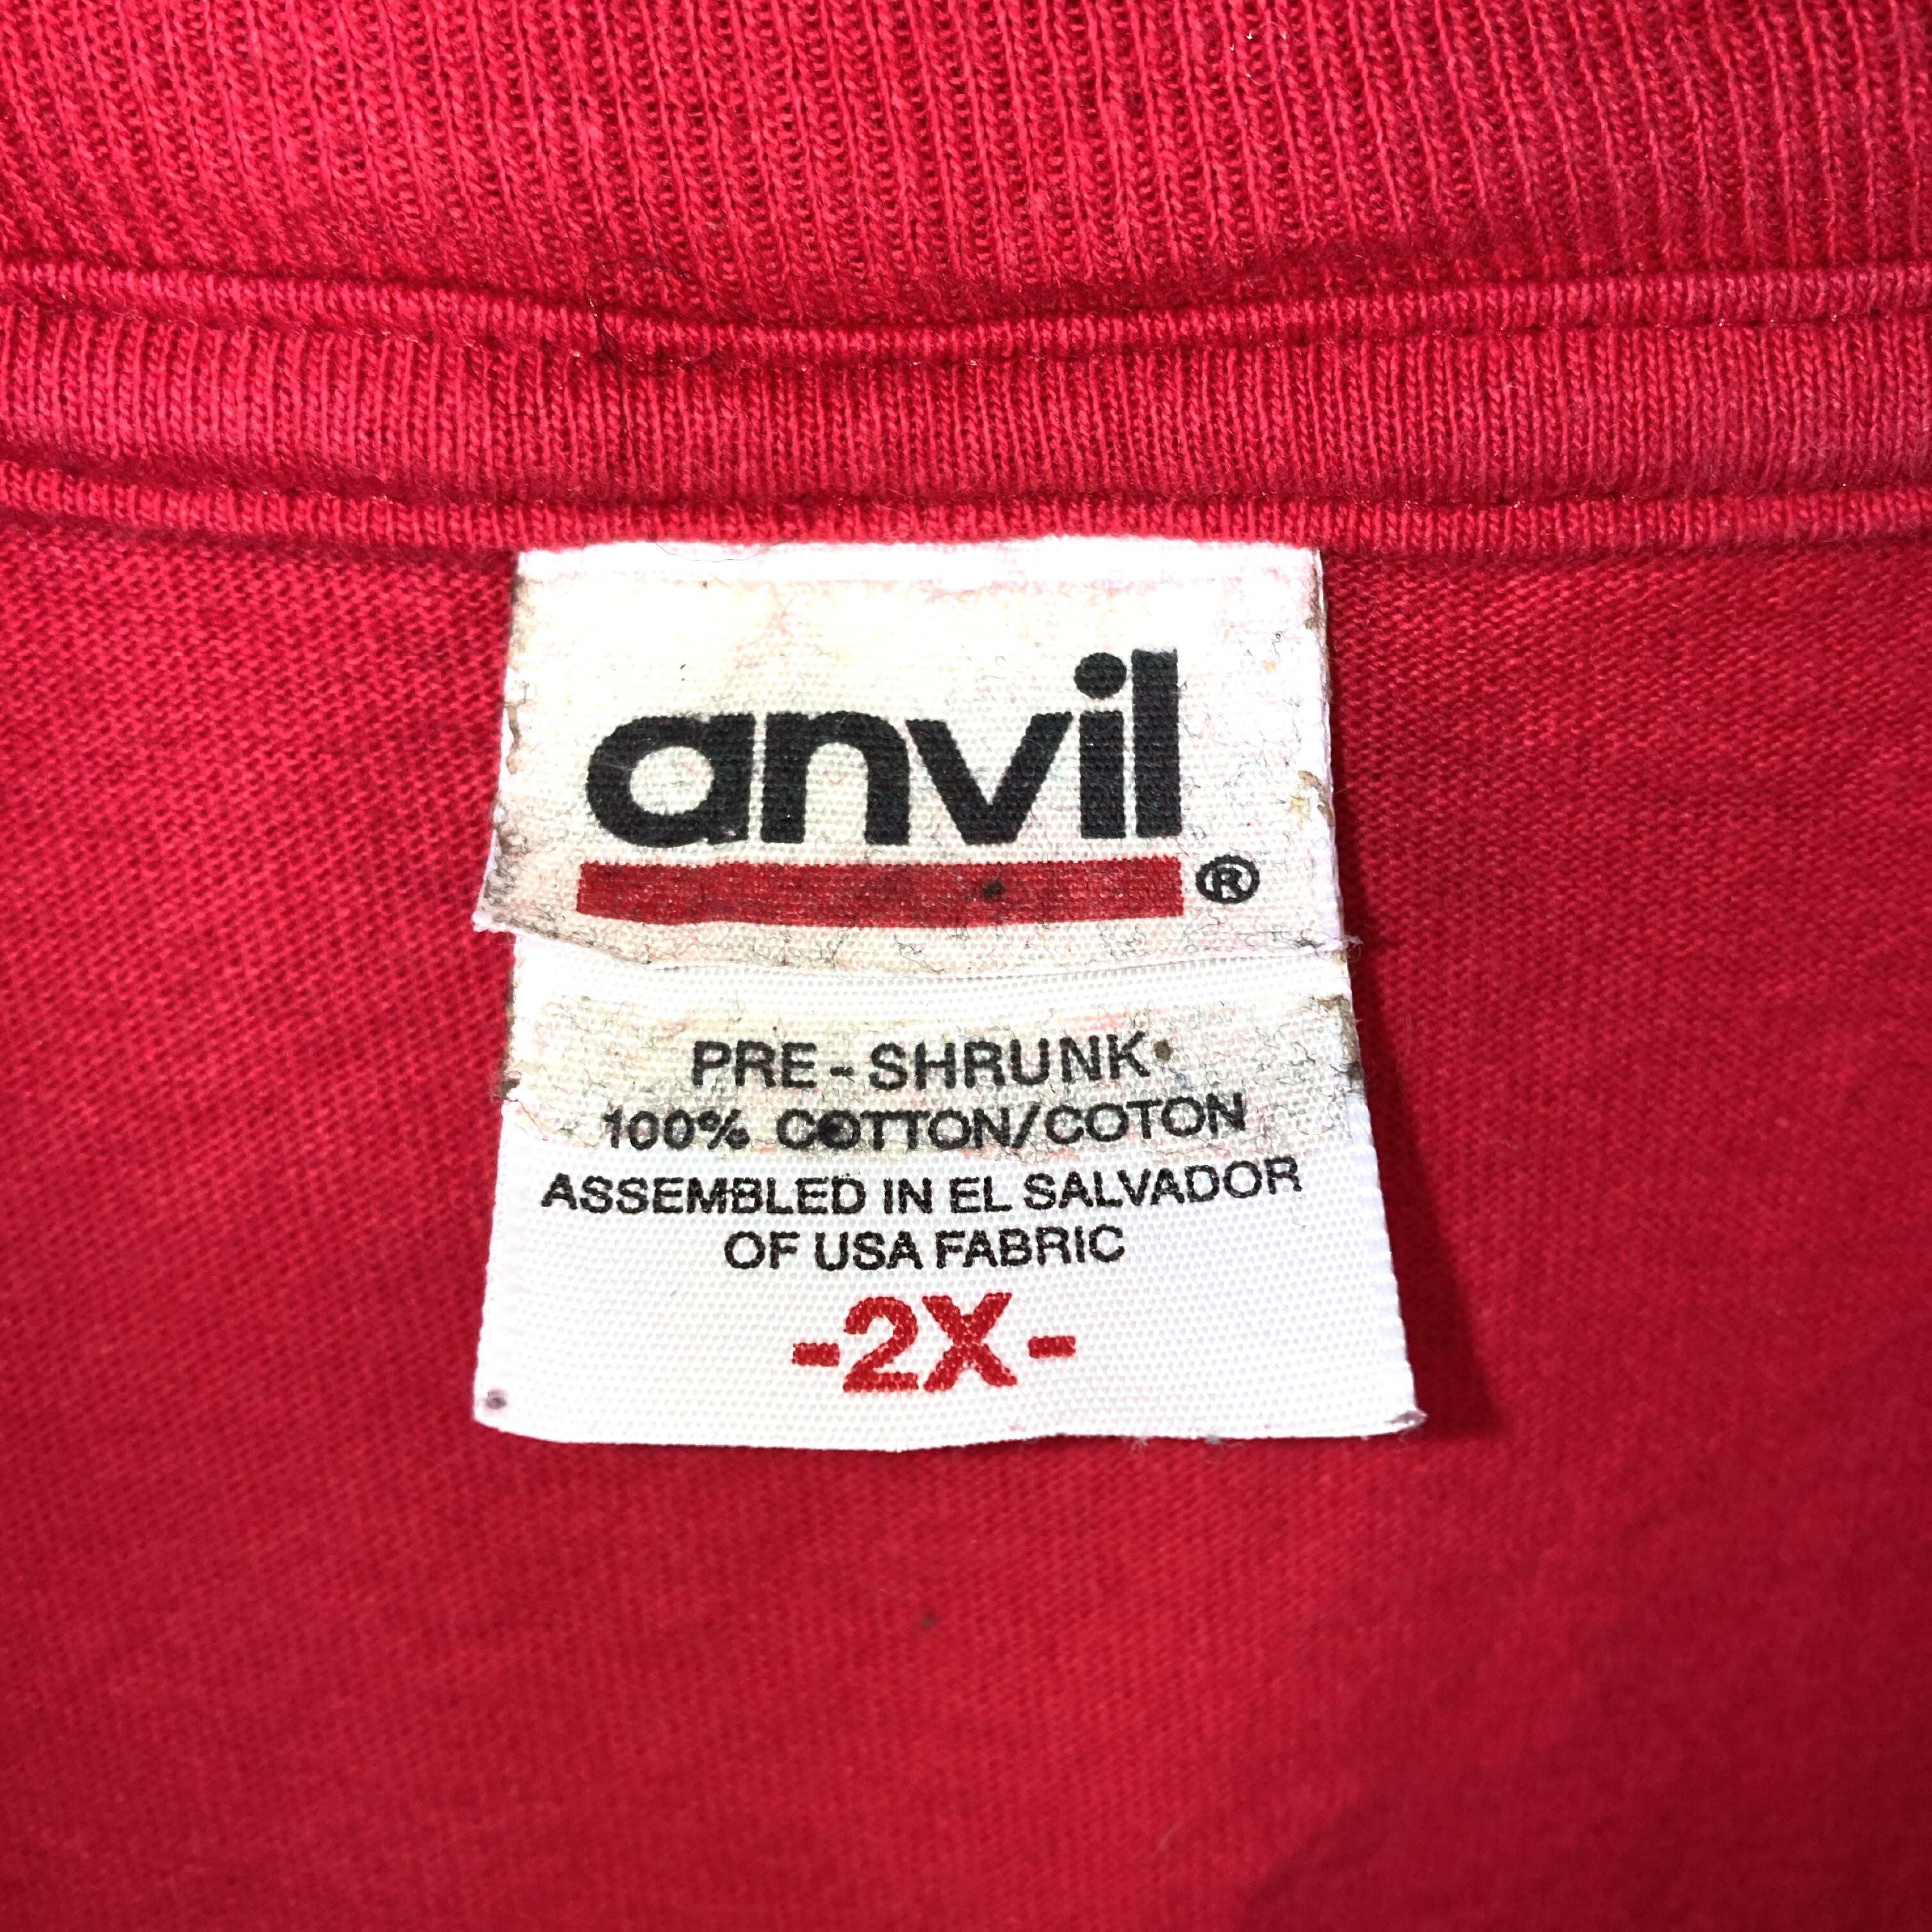 anvil
®
PRE-SHRUNK
100% COTTON/COTON
ASSEMBLED IN EL SALVADOR
OF USA FABRIC
-2X-